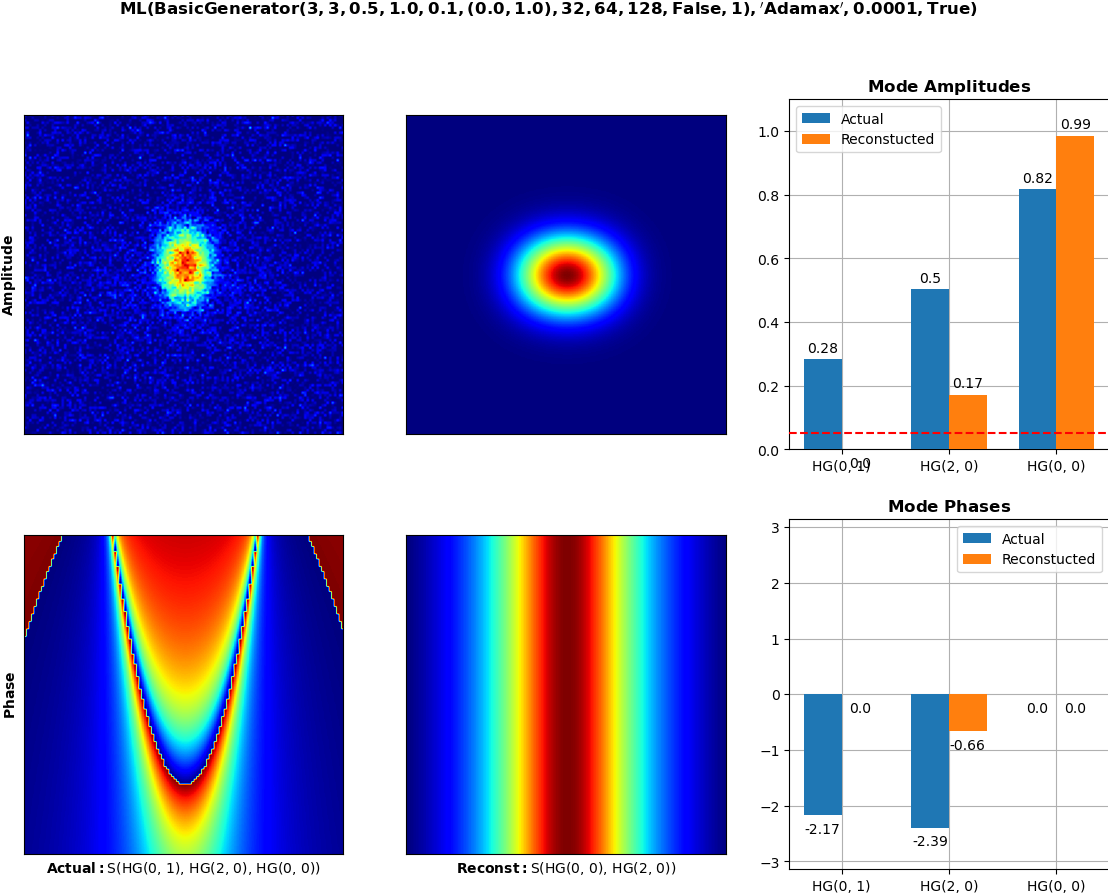 ML(BasicGenerator(3, 3, 0.5, 1.0, 0.1, (0.0, 1.0), 32, 64, 128, False, 1), ′Adamax′, 0.0001, True)
Amplitude
Mode Amplitudes
Actual
Reconstucted
1.0
0.8
0.6
0.4
0.2
0.0
0.28
0.0
0.5
0.17
0.82
0.99
HG(0, 1)
HG(2, 0)
HG(0, 0)
Phase
Actual: S(HG(0, 1), HG(2, 0), HG(0, 0))
Reconst: S(HG(0, 0), HG(2, 0))
Mode Phases
Actual
Reconstucted
3
2
1
0
−1
−2
−3
-2.17
0.0
-2.39
-0.66
0.0
0.0
HG(0, 1)
HG(2, 0)
HG(0, 0)